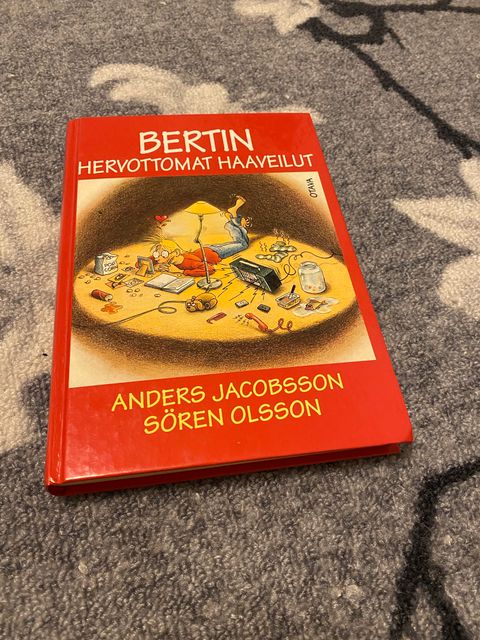 BERTIN
HERVOTTOMAT HAAVEILUT
OTAVA
ANDERS JACOBSSON
SÖREN OLSSON